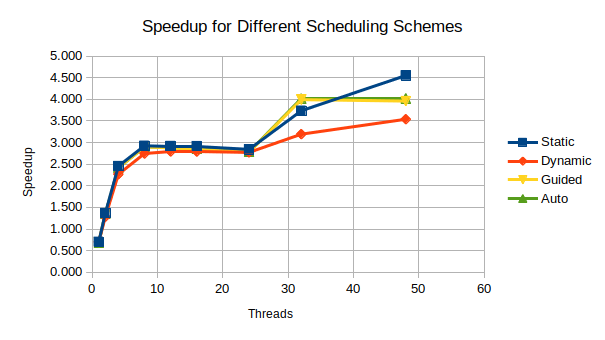 Speedup for Different Scheduling Schemes
5.000
4.500
4.000
3.500
3.000
2.500
2.000
1.500
1.000
0.500
0.000
Speedup
0 10 20 30 40 50 60
Threads
Static
Dynamic
Guided
Auto